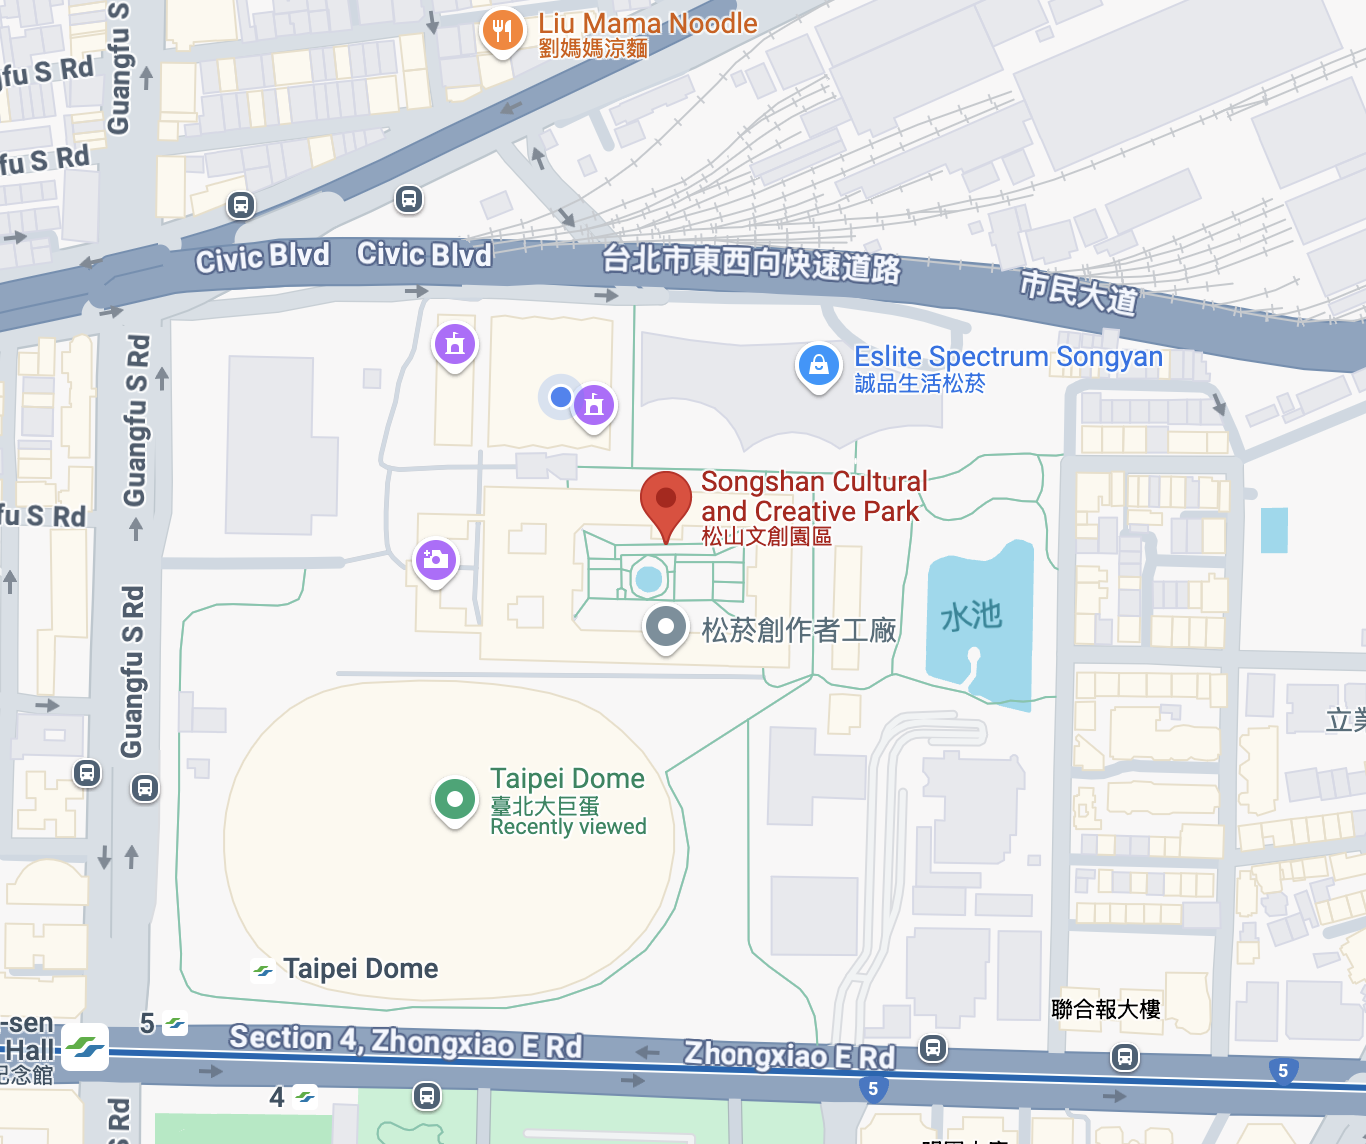 Guangfu S Rd
Liu Mama Noodle
劉媽媽涼麵
Guangfu S
fu S Rd
fu S Rd
Civic Blvd
Civic Blvd
台北市東西向快速道路
市民大道
Guangfu S Rd
Eslite Spectrum Songyan
誠品生活松菸
Songshan Cultural
and Creative Park
松山文創園區
fu S Rd
水池
松菸創作者工廠
Guangfu S Rd
立業
Taipei Dome
臺北大巨蛋
Recently viewed
Taipei Dome
聯合報大樓
-sen
Hall
紀念館
5
Section 4, Zhongxiao E Rd
Zhongxiao E Rd
5
5
4
S Rd